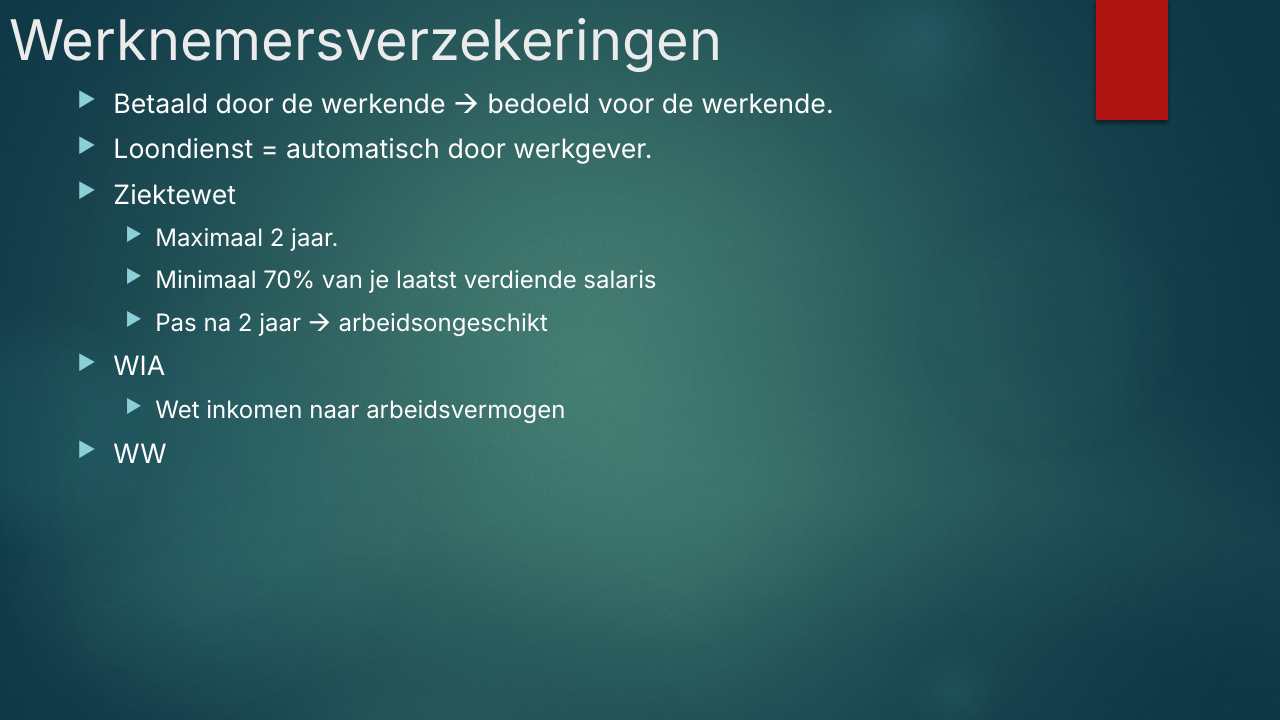 Werknemersverzekeringen
Betaald door de werkende → bedoeld voor de werkende.
Loondienst = automatisch door werkgever.
Ziektewet
Maximaal 2 jaar.
Minimaal 70% van je laatst verdiende salaris
Pas na 2 jaar → arbeidsongeschikt
WIA
Wet inkomen naar arbeidsvermogen
WW